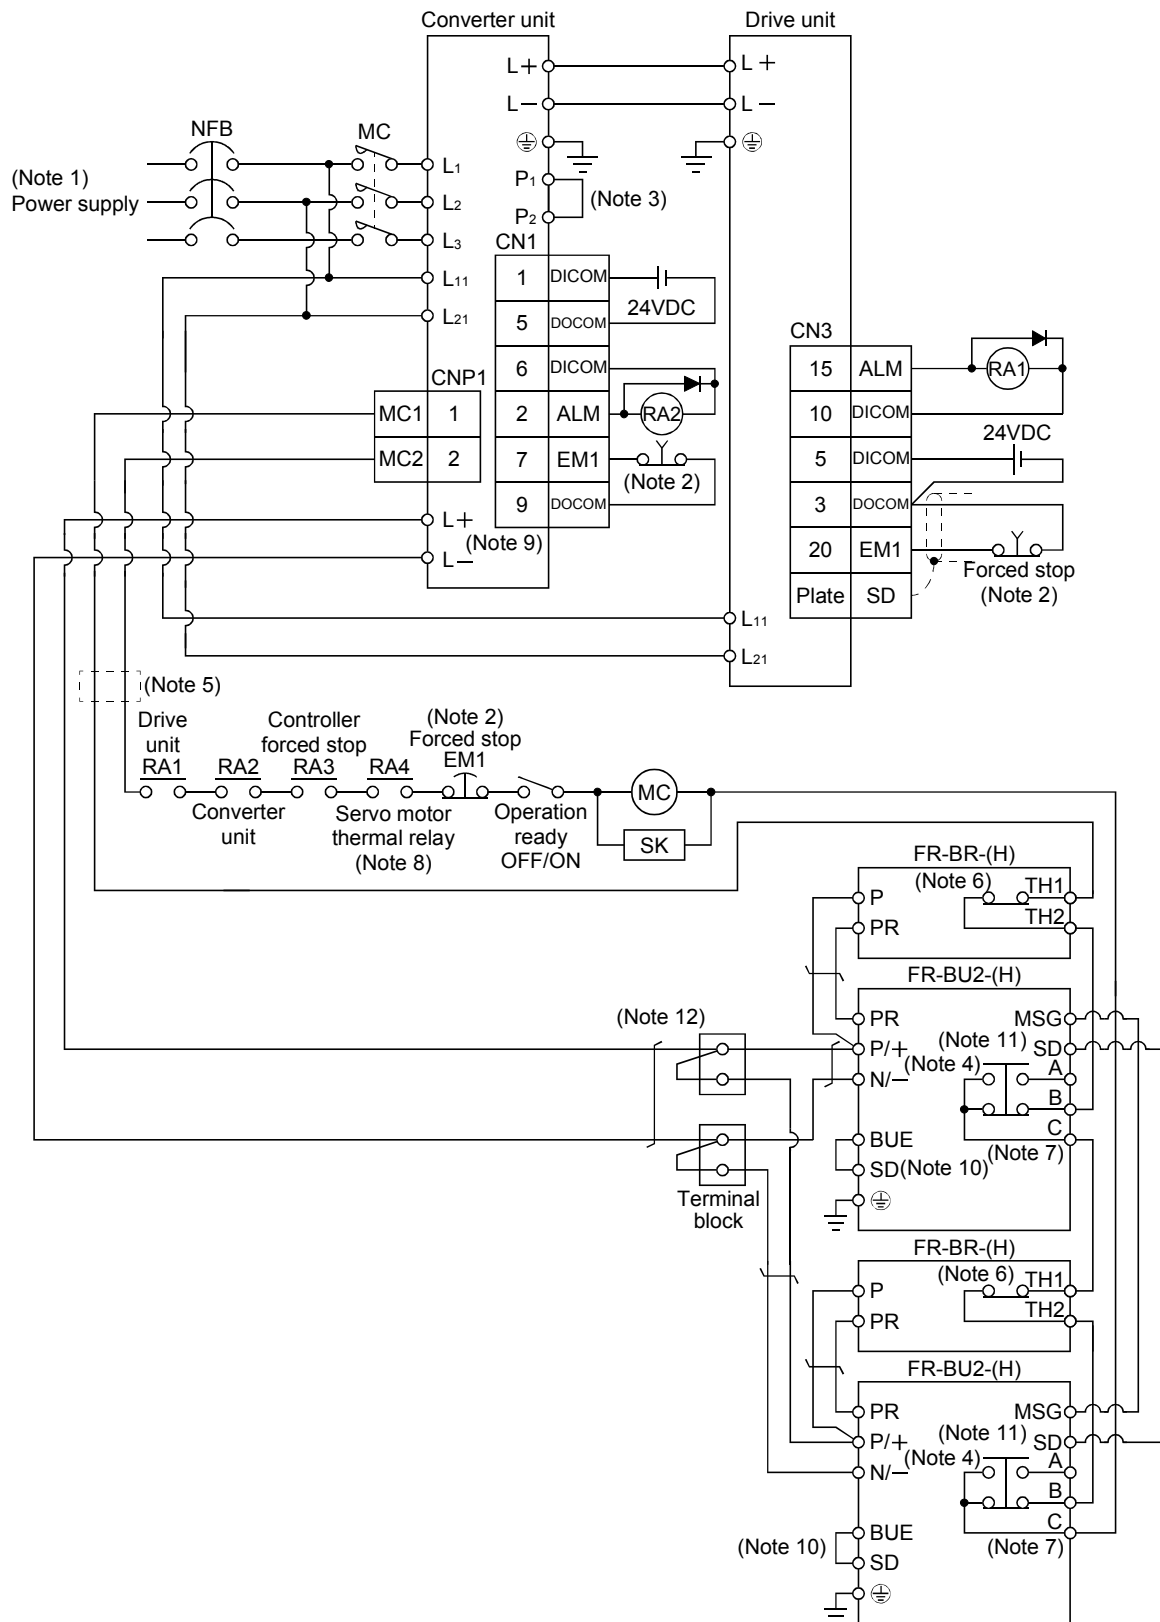 Converter unit
Drive unit
L+
L+
L−
L−
NFB
MC
(Note 1)
Power supply
L1
L2
L3
L11
L21
P1
P2
(Note 3)
CN1
1 DICOM
5 DOCOM
6 DICOM
2 ALM
7 EM1
9 DOCOM
24VDC
RA2
(Note 2)
CNP1
MC1 1
MC2 2
L+
L−
(Note 9)
CN3
15 ALM
10 DICOM
5 DICOM
3 DOCOM
20 EM1
Plate SD
RA1
24VDC
Forced stop
(Note 2)
L11
L21
(Note 5)
Drive
unit
RA1
RA2
Converter
unit
Controller
forced stop
RA3
RA4
Servo motor
thermal relay
(Note 8)
(Note 2)
Forced stop
EM1
Operation
ready
OFF/ON
MC
SK
FR-BR-(H)
(Note 6)
P
PR
TH1
TH2
FR-BU2-(H)
PR
MSG
P/+
(Note 11)
SD
(Note 4)
A
N/−
B
BUE
C
SD
(Note 10)
(Note 7)
(Note 12)
Terminal
block
FR-BR-(H)
(Note 6)
P
PR
TH1
TH2
FR-BU2-(H)
PR
MSG
P/+
(Note 11)
SD
(Note 4)
A
N/−
B
BUE
C
(Note 10)
SD
(Note 7)